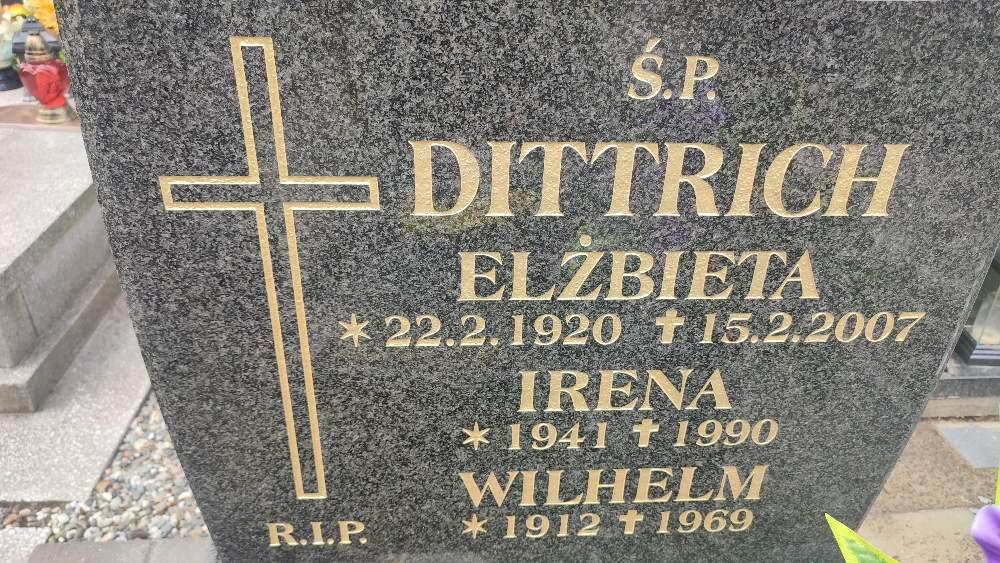 Ś.P.
DITTRICH
ELŻBIETA
* 22.2.1920 ✝ 15.2.2007
IRENA
* 1941 ✝ 1990
WILHELM
* 1912 ✝ 1969
R.I.P.